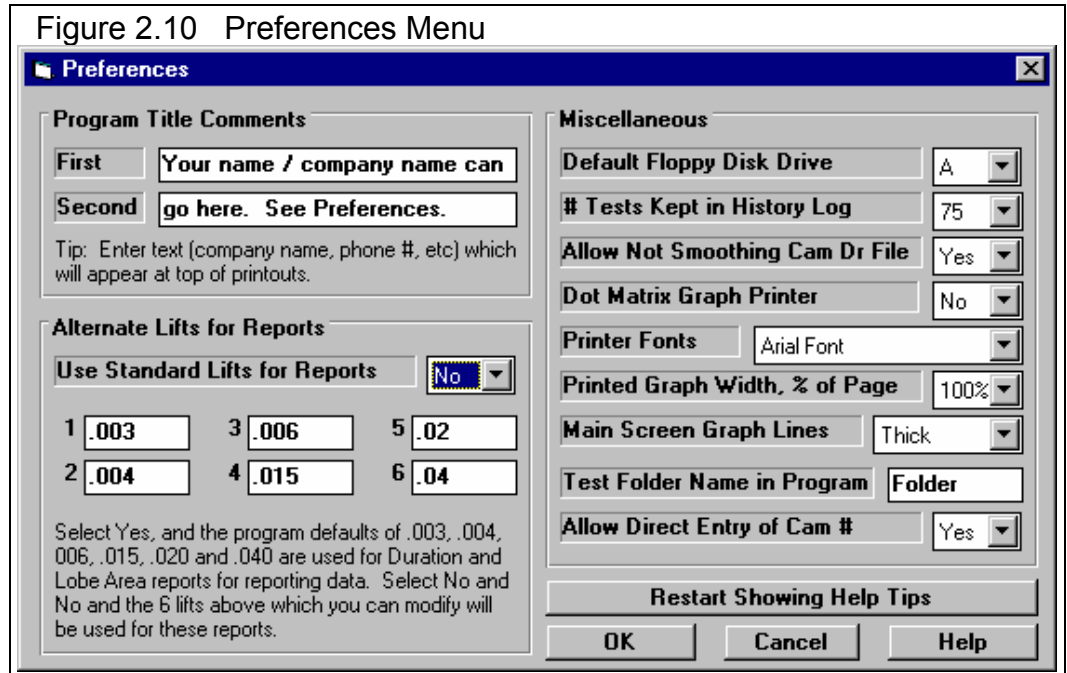 Figure 2.10 Preferences Menu
Preferences
Program Title Comments
First Your name / company name can
Second go here. See Preferences.
Tip: Enter text (company name, phone #, etc) which
will appear at top of printouts.
Alternate Lifts for Reports
Use Standard Lifts for Reports No
1 .003 3 .006 5 .02
2 .004 4 .015 6 .04
Select Yes, and the program defaults of .003, .004,
006, .015, .020 and .040 are used for Duration and
Lobe Area reports for reporting data. Select No and
No and the 6 lifts above which you can modify will
be used for these reports.
Miscellaneous
Default Floppy Disk Drive A
# Tests Kept in History Log 75
Allow Not Smoothing Cam Dr File Yes
Dot Matrix Graph Printer No
Printer Fonts Arial Font
Printed Graph Width, % of Page 100%
Main Screen Graph Lines Thick
Test Folder Name in Program Folder
Allow Direct Entry of Cam # Yes
Restart Showing Help Tips
OK Cancel Help